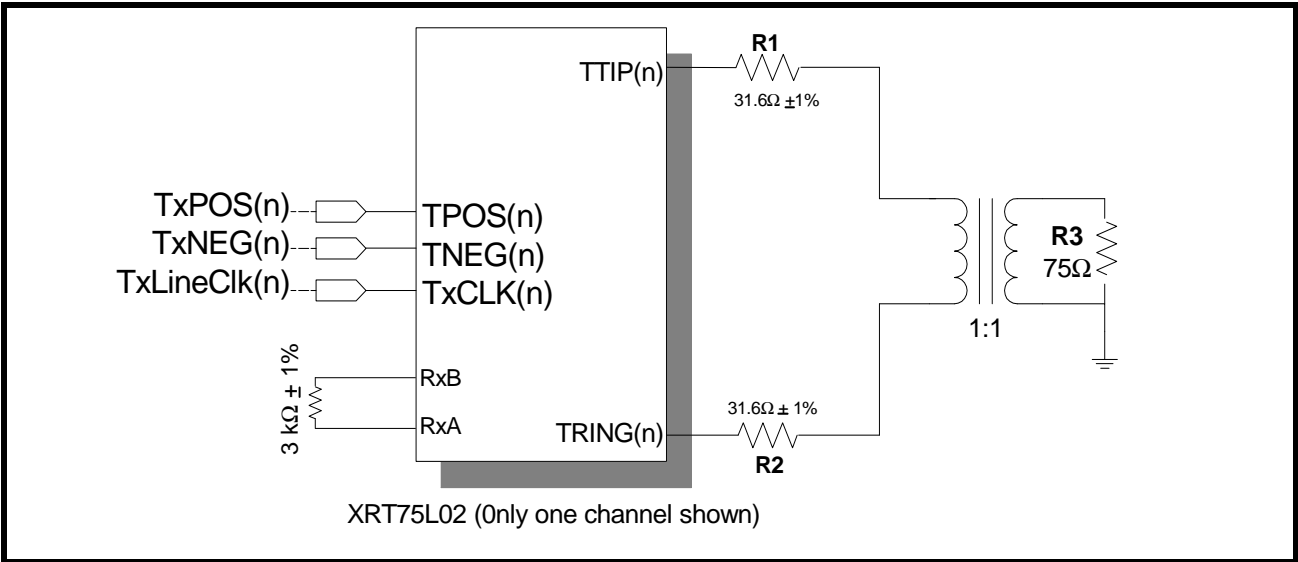 R1
TTIP(n)
31.6Ω ±1%
TxPOS(n)
TPOS(n)
TxNEG(n)
TNEG(n)
TxLineClk(n)
TxCLK(n)
R3
75Ω
1:1
3 kΩ ± 1%
RxB
RxA
31.6Ω ± 1%
TRING(n)
R2
XRT75L02 (0nly one channel shown)